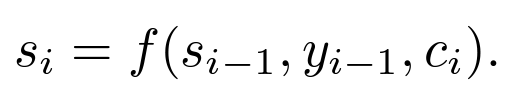 s_i = f(s_{i-1}, y_{i-1}, c_i).